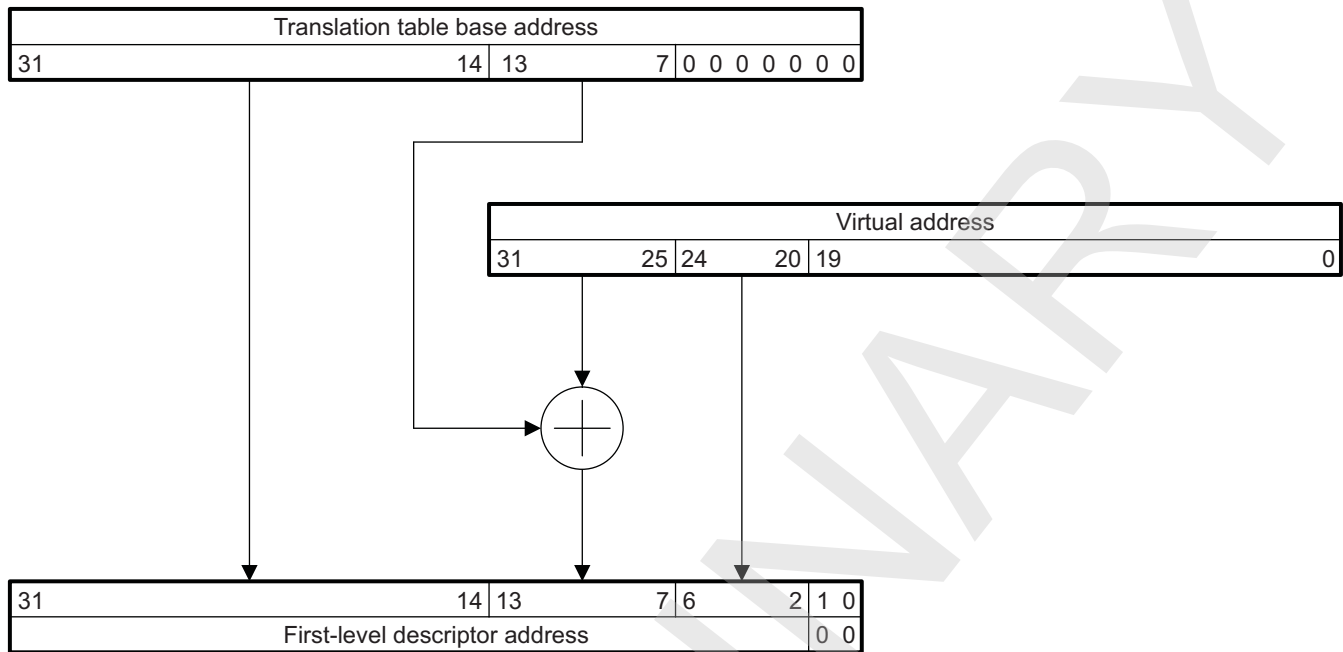 Translation table base address
31 14 13 7 0 0 0 0 0 0 0
Virtual address
31 25 24 20 19 0
31 14 13 7 6 2 1 0
First-level descriptor address 0 0
INARY